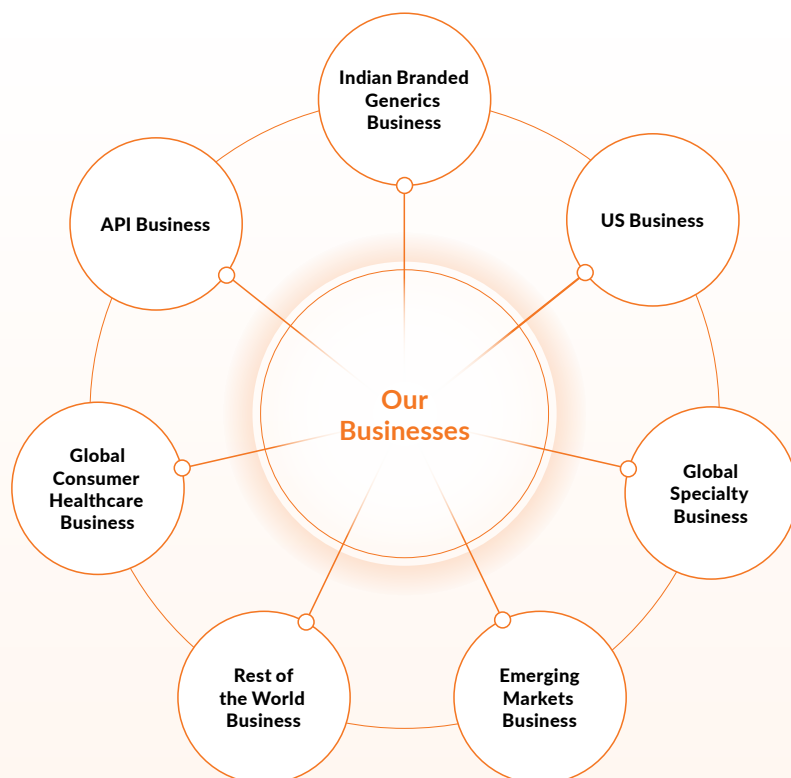 Indian Branded
Generics
Business
API Business
US Business
Our
Businesses
Global
Consumer
Healthcare
Business
Global
Specialty
Business
Rest of
the World
Business
Emerging
Markets
Business